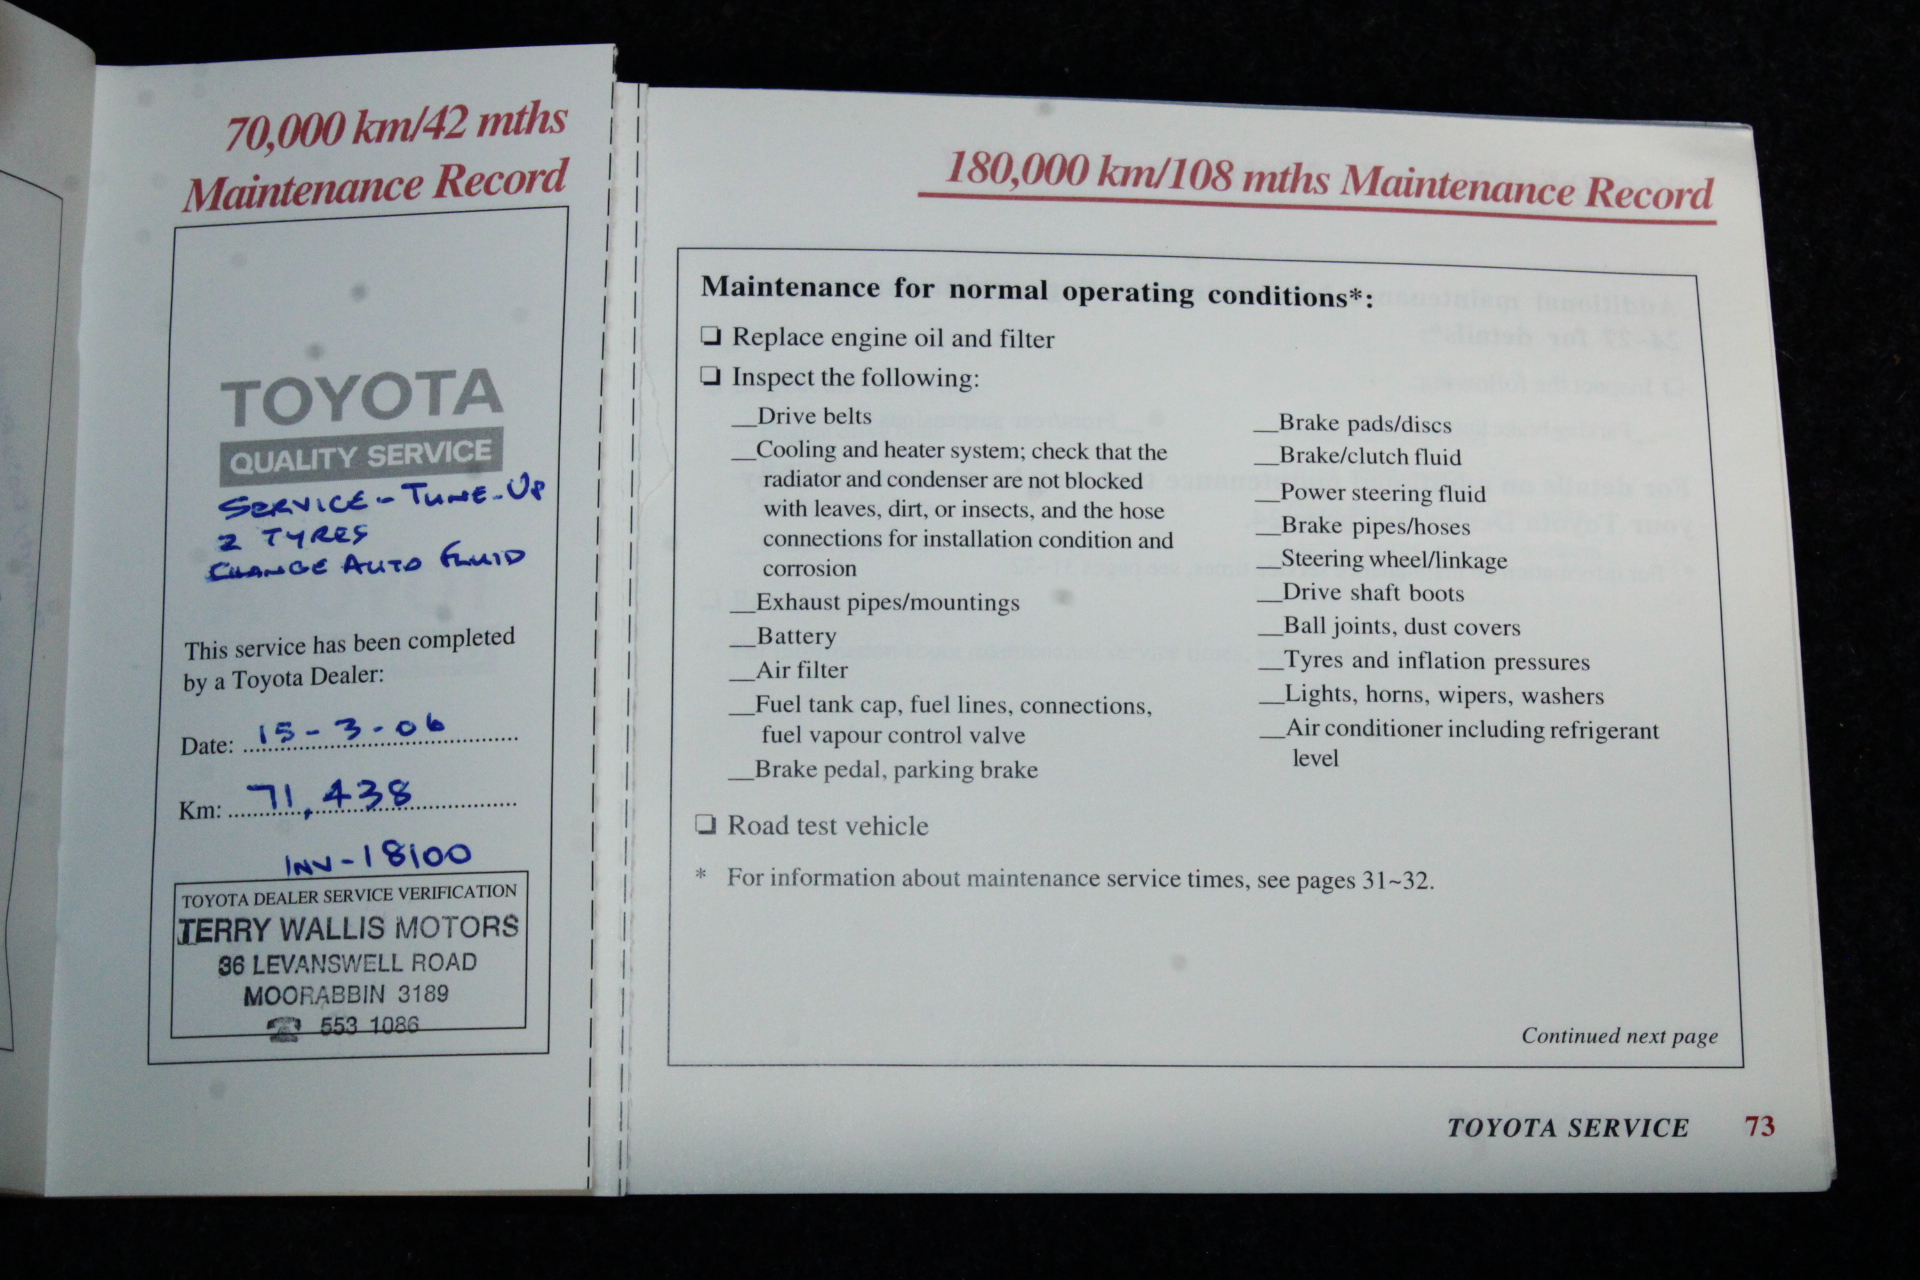 70,000 km/42 mths
Maintenance Record
TOYOTA
QUALITY SERVICE
SERVICE - TUNE-UP
2 TYRES
CHANGE AUTO FLUID
This service has been completed
by a Toyota Dealer:
Date: 15-3-06
Km: 71,438
INV-18100
TOYOTA DEALER SERVICE VERIFICATION
TERRY WALLIS MOTORS
36 LEVANSWELL ROAD
MOORABBIN 3189
☎ 553 1086
180,000 km/108 mths Maintenance Record
Maintenance for normal operating conditions*:
❏ Replace engine oil and filter
❏ Inspect the following:
__Drive belts
__Cooling and heater system; check that the
radiator and condenser are not blocked
with leaves, dirt, or insects, and the hose
connections for installation condition and
corrosion
__Exhaust pipes/mountings
__Battery
__Air filter
__Fuel tank cap, fuel lines, connections,
fuel vapour control valve
__Brake pedal, parking brake
__Brake pads/discs
__Brake/clutch fluid
__Power steering fluid
__Brake pipes/hoses
__Steering wheel/linkage
__Drive shaft boots
__Ball joints, dust covers
__Tyres and inflation pressures
__Lights, horns, wipers, washers
__Air conditioner including refrigerant
level
❏ Road test vehicle
* For information about maintenance service times, see pages 31~32.
Continued next page
TOYOTA SERVICE 73